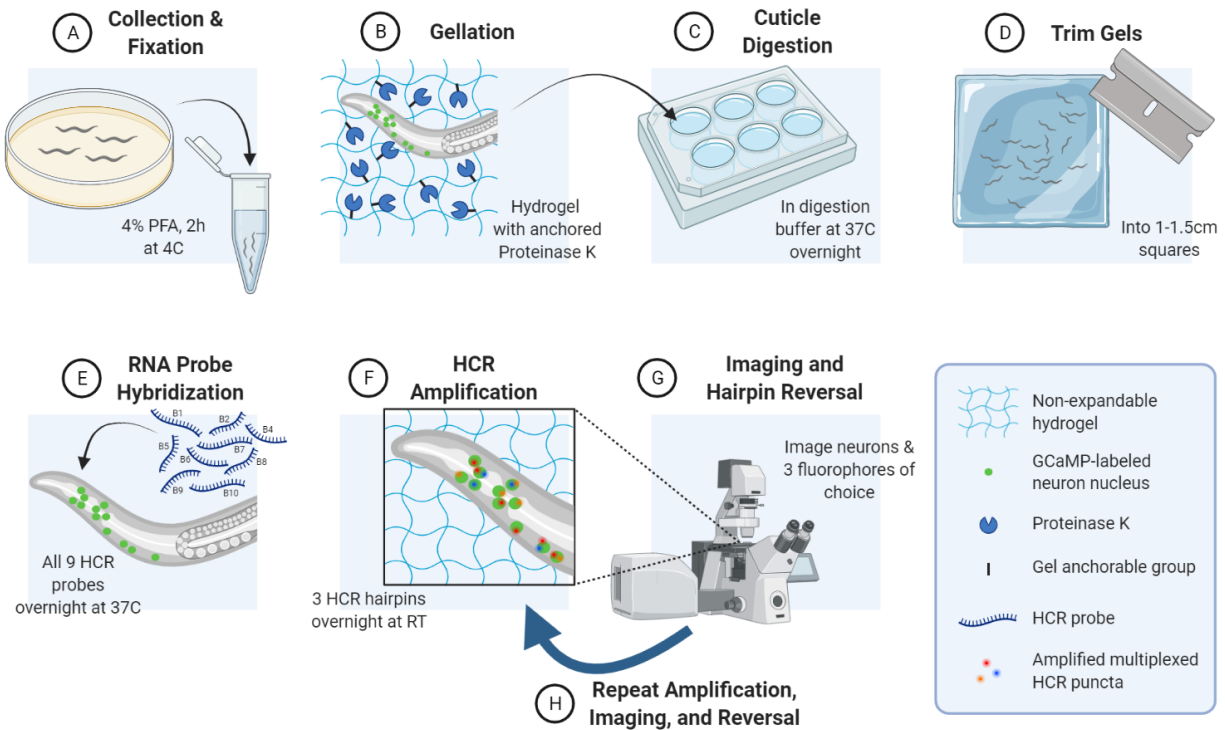 A
Collection &
Fixation
4% PFA, 2h
at 4C
B
Gellation
Hydrogel
with anchored
Proteinase K
C
Cuticle
Digestion
In digestion
buffer at 37C
overnight
D
Trim Gels
Into 1-1.5cm
squares
E
RNA Probe
Hybridization
B1
B2
B4
B5
B6
B7
B8
B9
B10
All 9 HCR
probes
overnight at 37C
F
HCR
Amplification
3 HCR hairpins
overnight at RT
G
Imaging and
Hairpin Reversal
Image neurons &
3 fluorophores of
choice
H
Repeat Amplification,
Imaging, and Reversal
Non-expandable
hydrogel
GCaMP-labeled
neuron nucleus
Proteinase K
Gel anchorable group
HCR probe
Amplified multiplexed
HCR puncta